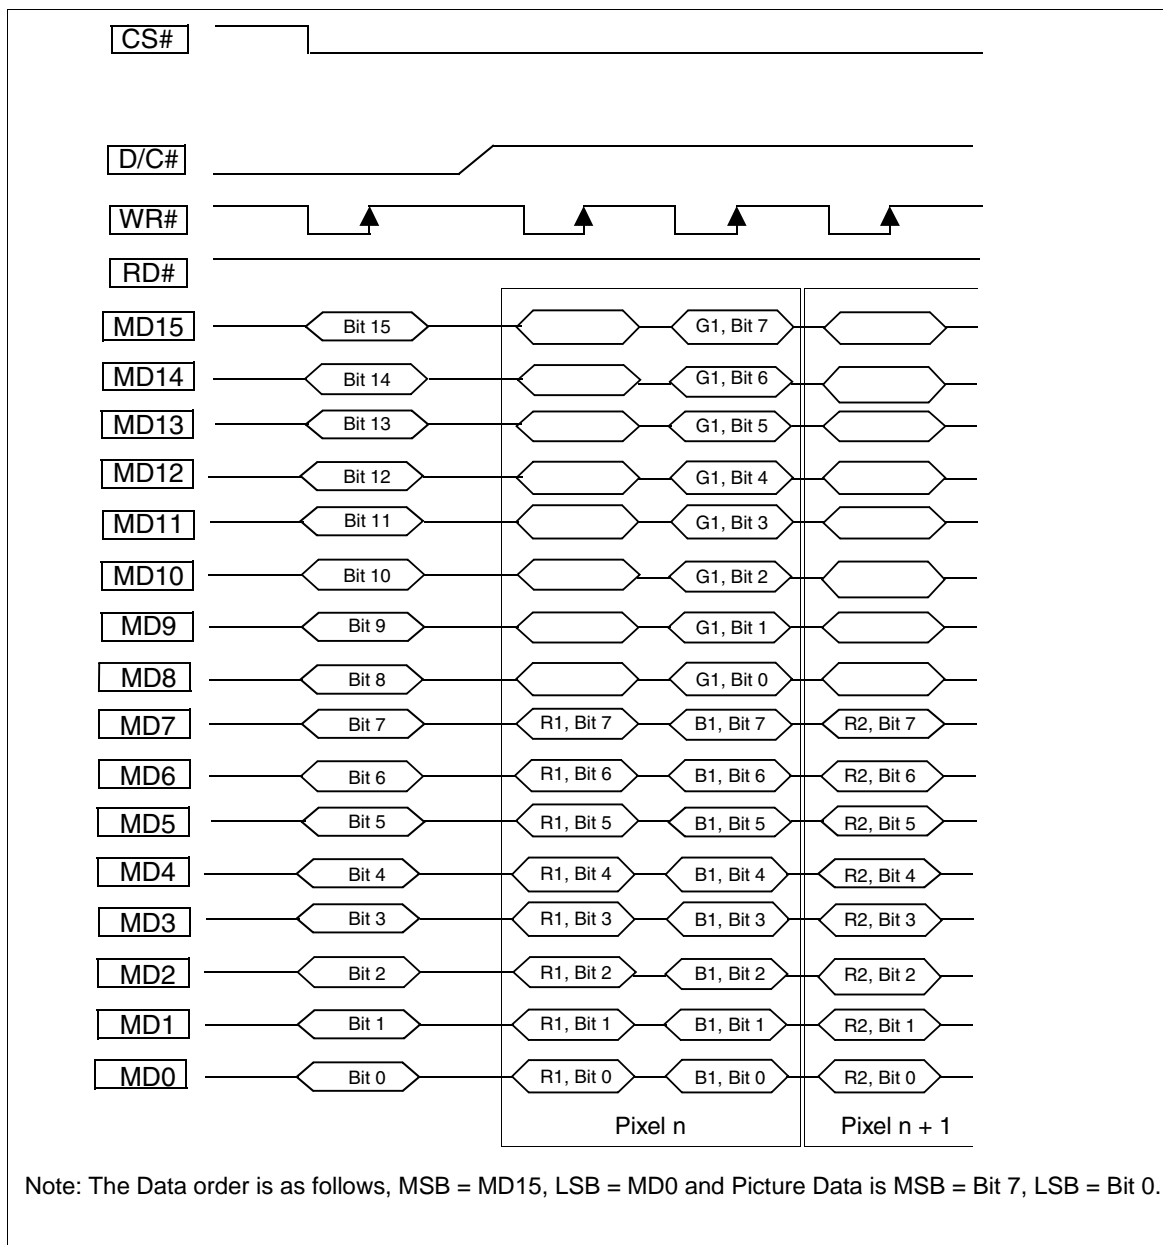 CS#
D/C#
WR#
RD#
MD15 Bit 15 G1, Bit 7
MD14 Bit 14 G1, Bit 6
MD13 Bit 13 G1, Bit 5
MD12 Bit 12 G1, Bit 4
MD11 Bit 11 G1, Bit 3
MD10 Bit 10 G1, Bit 2
MD9 Bit 9 G1, Bit 1
MD8 Bit 8 G1, Bit 0
MD7 Bit 7 R1, Bit 7 B1, Bit 7 R2, Bit 7
MD6 Bit 6 R1, Bit 6 B1, Bit 6 R2, Bit 6
MD5 Bit 5 R1, Bit 5 B1, Bit 5 R2, Bit 5
MD4 Bit 4 R1, Bit 4 B1, Bit 4 R2, Bit 4
MD3 Bit 3 R1, Bit 3 B1, Bit 3 R2, Bit 3
MD2 Bit 2 R1, Bit 2 B1, Bit 2 R2, Bit 2
MD1 Bit 1 R1, Bit 1 B1, Bit 1 R2, Bit 1
MD0 Bit 0 R1, Bit 0 B1, Bit 0 R2, Bit 0
Pixel n Pixel n + 1
Note: The Data order is as follows, MSB = MD15, LSB = MD0 and Picture Data is MSB = Bit 7, LSB = Bit 0.